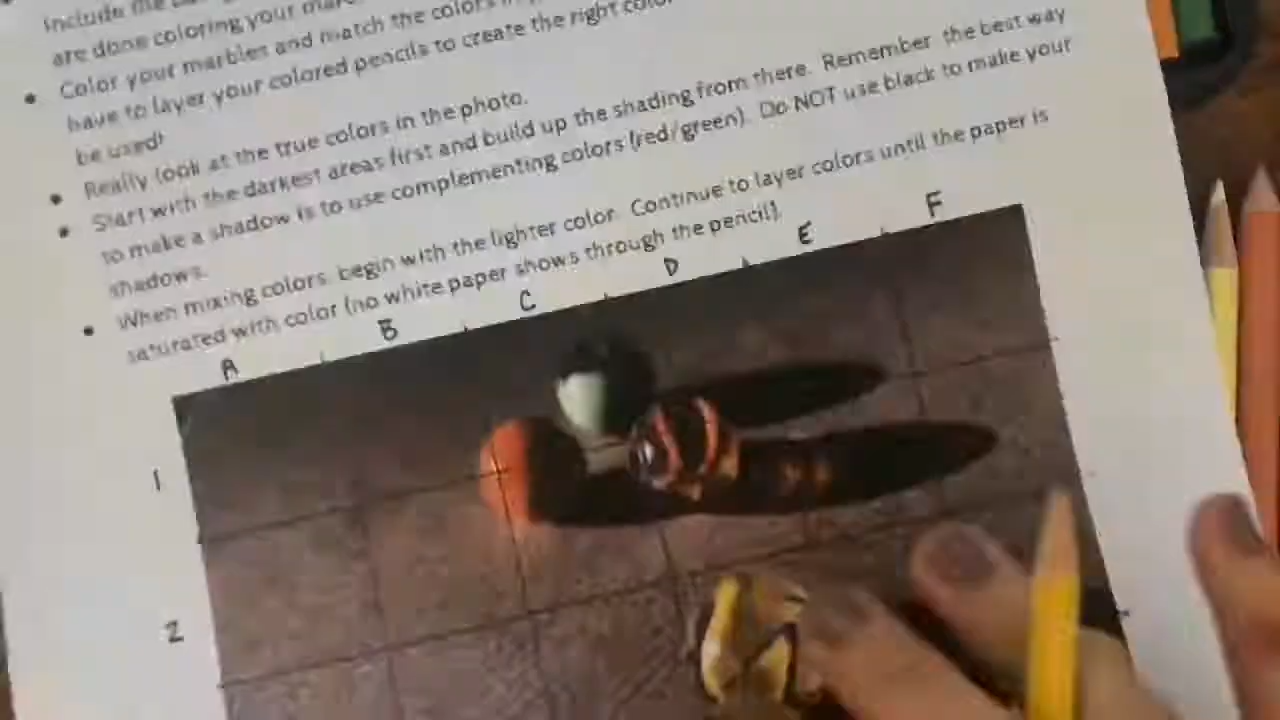 Include the
are done coloring your
• Color your marbles and match the colors
have to layer your colored pencils to create the right color
be used!
• Really look at the true colors in the photo.
• Start with the darkest areas first and build up the shading from there. Remember the best way
to make a shadow is to use complementing colors (red/green). Do NOT use black to make your
shadows.
• When mixing colors, begin with the lighter color. Continue to layer colors until the paper is
saturated with color (no white paper shows through the pencil).
A B C D E F
1
2